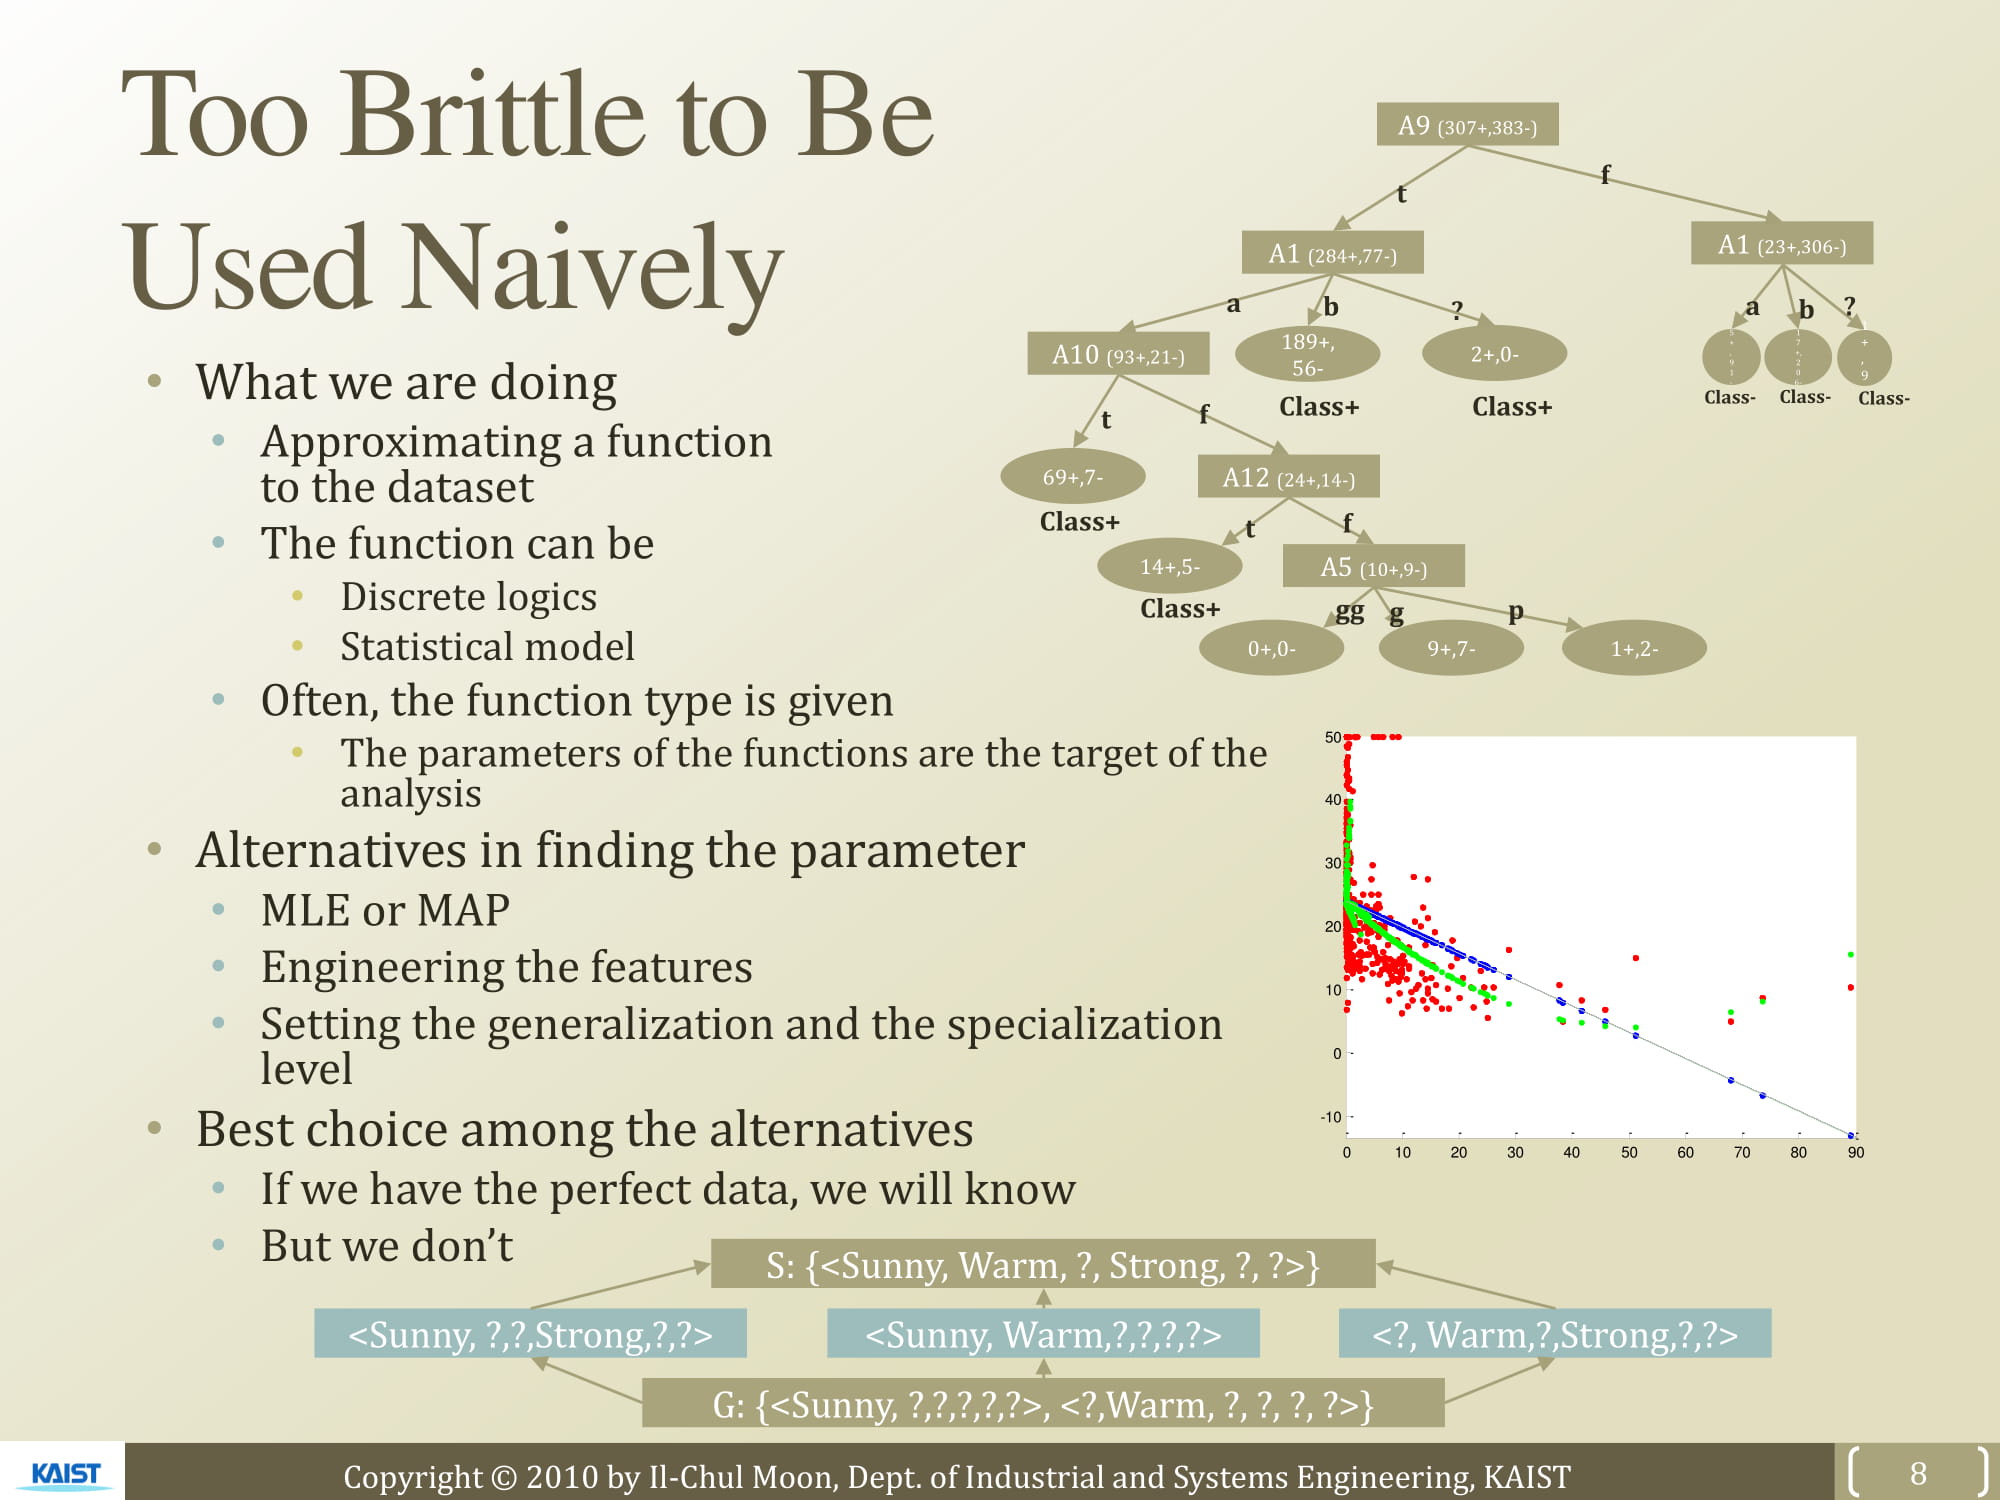 Too Brittle to Be
Used Naively
• What we are doing
• Approximating a function
to the dataset
• The function can be
• Discrete logics
• Statistical model
• Often, the function type is given
• The parameters of the functions are the target of the
analysis
• Alternatives in finding the parameter
• MLE or MAP
• Engineering the features
• Setting the generalization and the specialization
level
• Best choice among the alternatives
• If we have the perfect data, we will know
• But we don’t
A9 (307+,383-)
t
f
A1 (284+,77-)
A1 (23+,306-)
a
b
?
a
b
?
A10 (93+,21-)
189+,
56-
2+,0-
Class+
Class+
Class-
Class-
Class-
t
f
69+,7-
A12 (24+,14-)
Class+
t
f
14+,5-
A5 (10+,9-)
Class+
gg
g
p
0+,0-
9+,7-
1+,2-
50
40
30
20
10
0
-10
0 10 20 30 40 50 60 70 80 90
S: {<Sunny, Warm, ?, Strong, ?, ?>}
<Sunny, ?,?,Strong,?,?>
<Sunny, Warm,?,?,?,?>
<?, Warm,?,Strong,?,?>
G: {<Sunny, ?,?,?,?,?>, <?,Warm, ?, ?, ?, ?>}
KAIST
Copyright © 2010 by Il-Chul Moon, Dept. of Industrial and Systems Engineering, KAIST
8